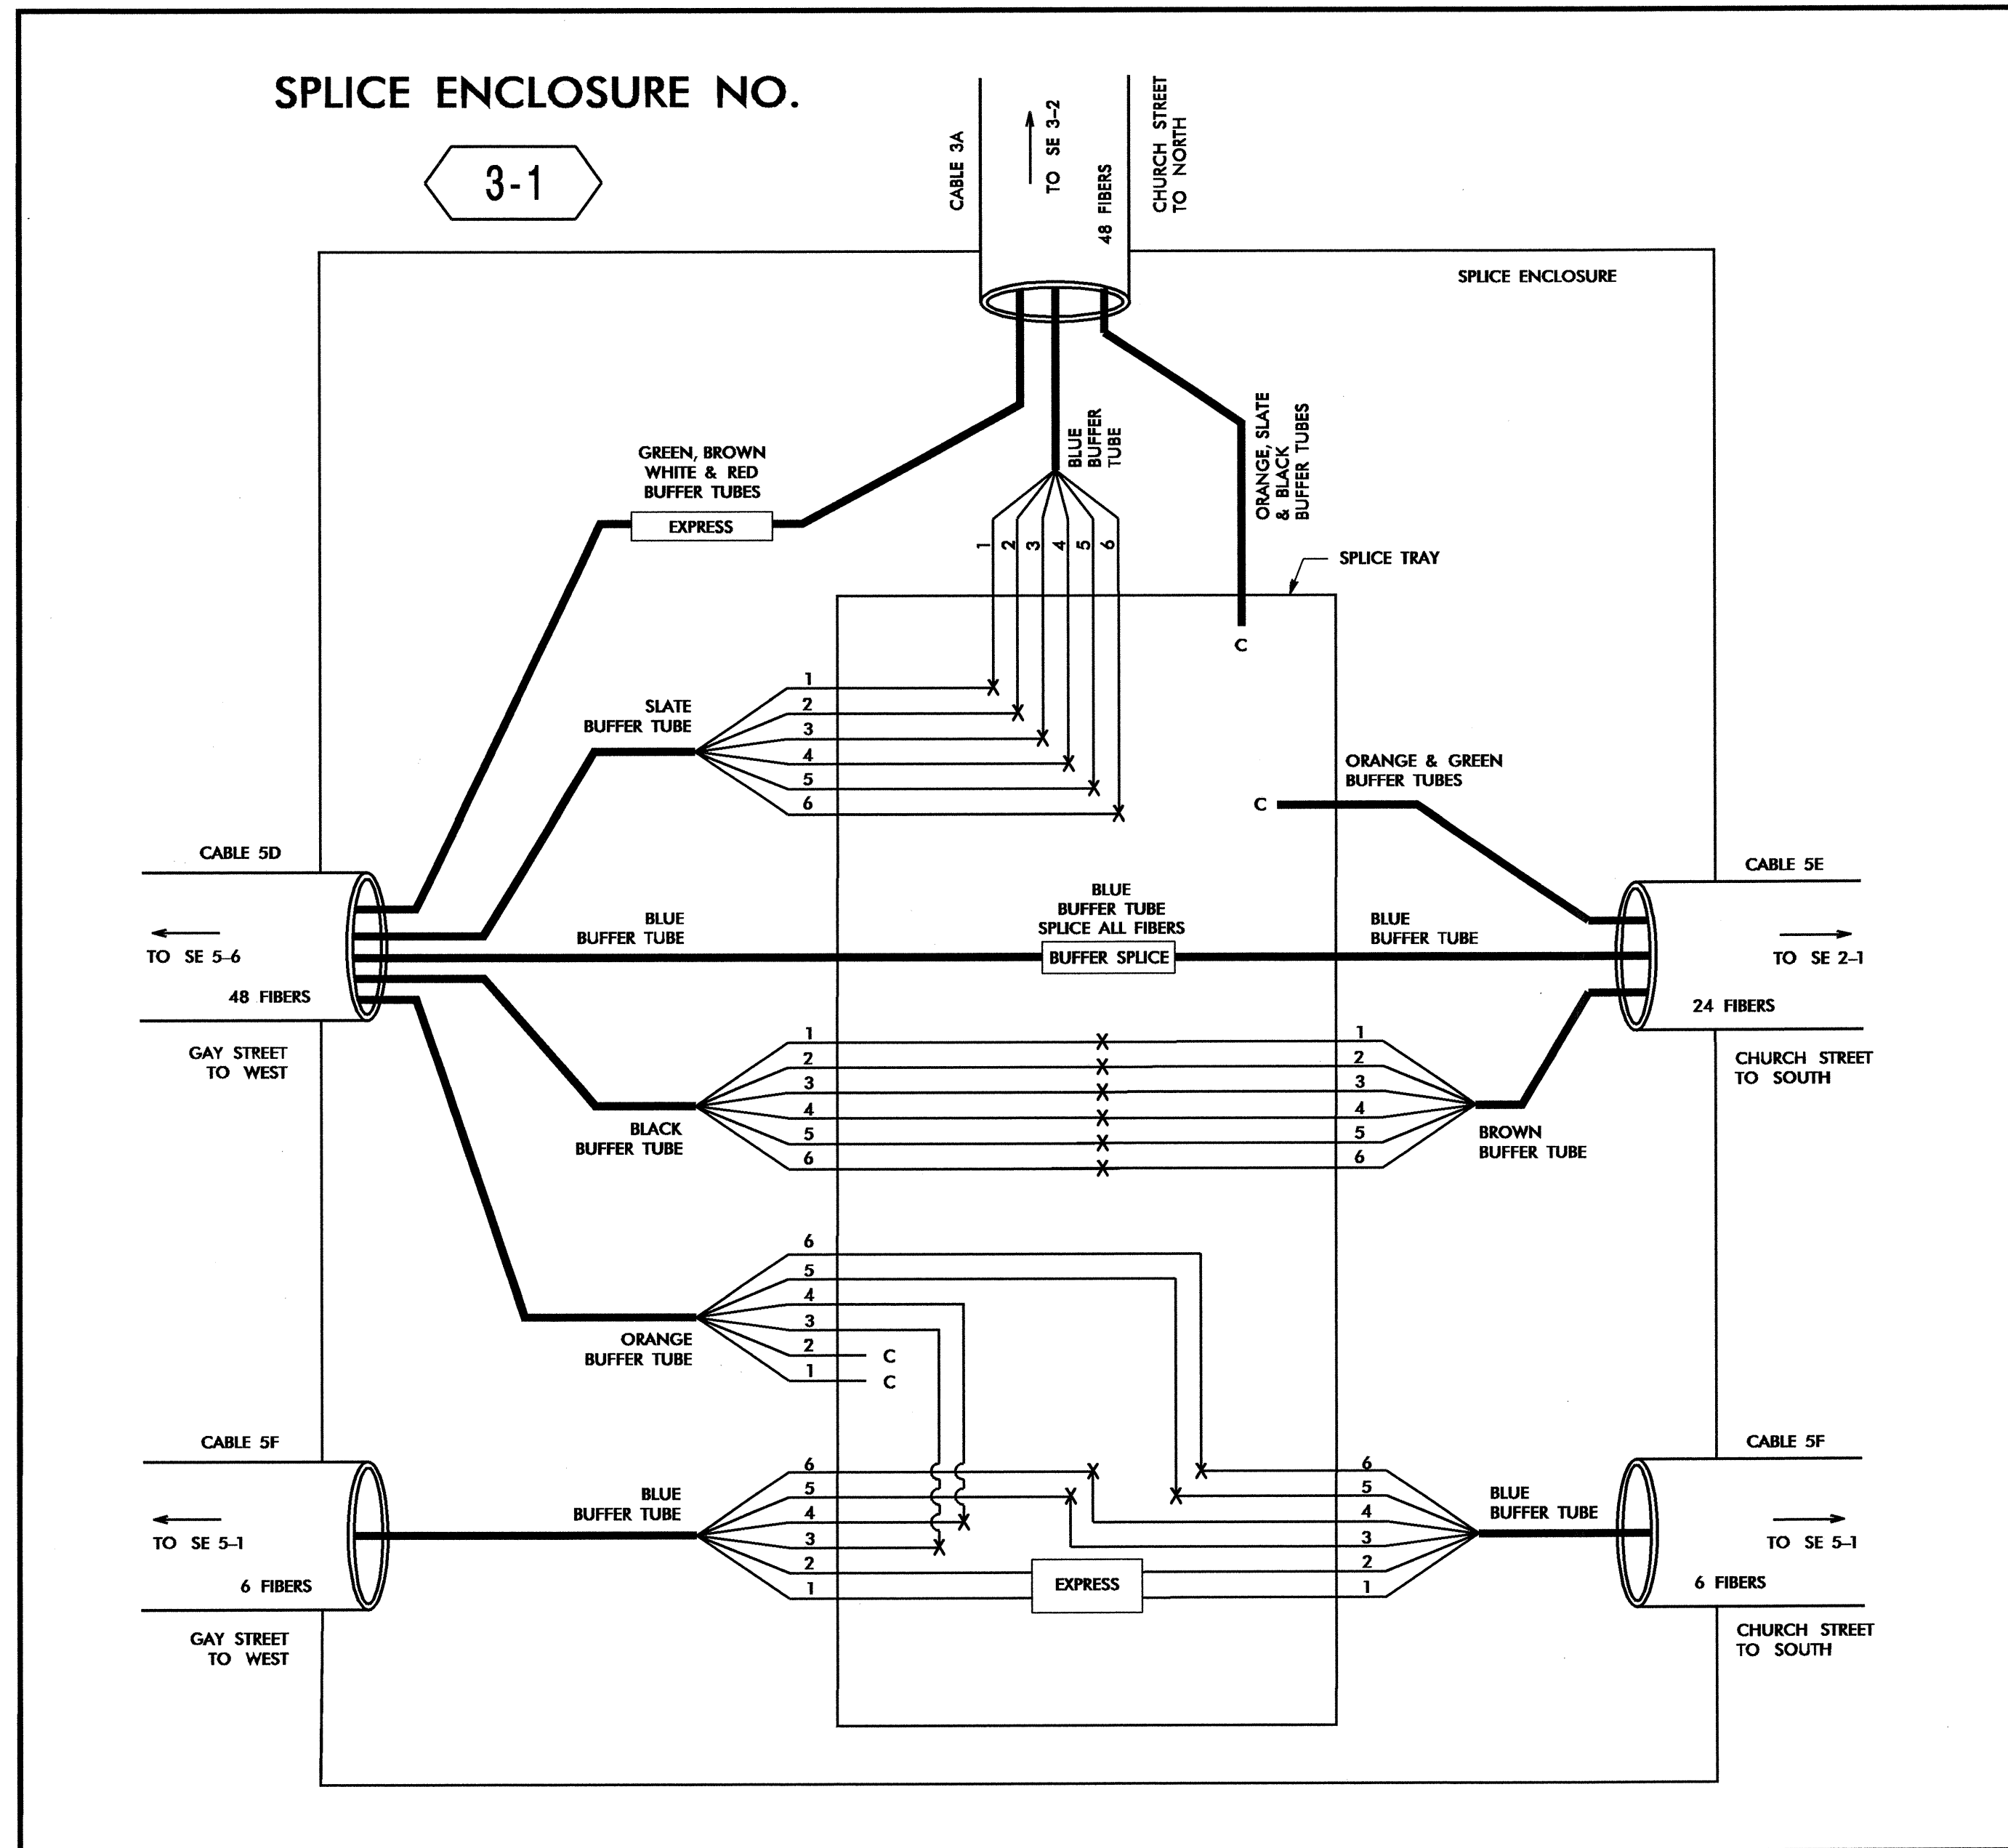 SPLICE ENCLOSURE NO.
3-1
CABLE 3A
TO SE 3-2
48 FIBERS
CHURCH STREET
TO NORTH
SPLICE ENCLOSURE
GREEN, BROWN
WHITE & RED
BUFFER TUBES
EXPRESS
BLUE
BUFFER
TUBE
ORANGE, SLATE
& BLACK
BUFFER TUBES
1
2
3
4
5
6
SPLICE TRAY
C
SLATE
BUFFER TUBE
1
2
3
4
5
6
ORANGE & GREEN
BUFFER TUBES
C
CABLE 5D
TO SE 5-6
48 FIBERS
GAY STREET
TO WEST
BLUE
BUFFER TUBE
BLUE
BUFFER TUBE
SPLICE ALL FIBERS
BUFFER SPLICE
BLUE
BUFFER TUBE
CABLE 5E
TO SE 2-1
24 FIBERS
CHURCH STREET
TO SOUTH
BLACK
BUFFER TUBE
1
2
3
4
5
6
1
2
3
4
5
6
BROWN
BUFFER TUBE
ORANGE
BUFFER TUBE
6
5
4
3
2
1
C
C
CABLE 5F
TO SE 5-1
6 FIBERS
GAY STREET
TO WEST
BLUE
BUFFER TUBE
6
5
4
3
2
1
EXPRESS
6
5
4
3
2
1
BLUE
BUFFER TUBE
CABLE 5F
TO SE 5-1
6 FIBERS
CHURCH STREET
TO SOUTH